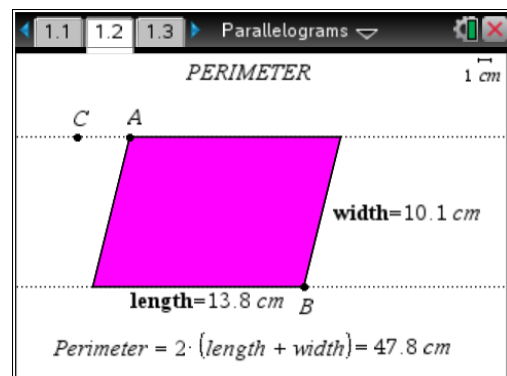 1.1 1.2 1.3 Parallelograms
PERIMETER
1 cm
C A
width=10.1 cm
length=13.8 cm B
Perimeter = 2· (length + width)= 47.8 cm